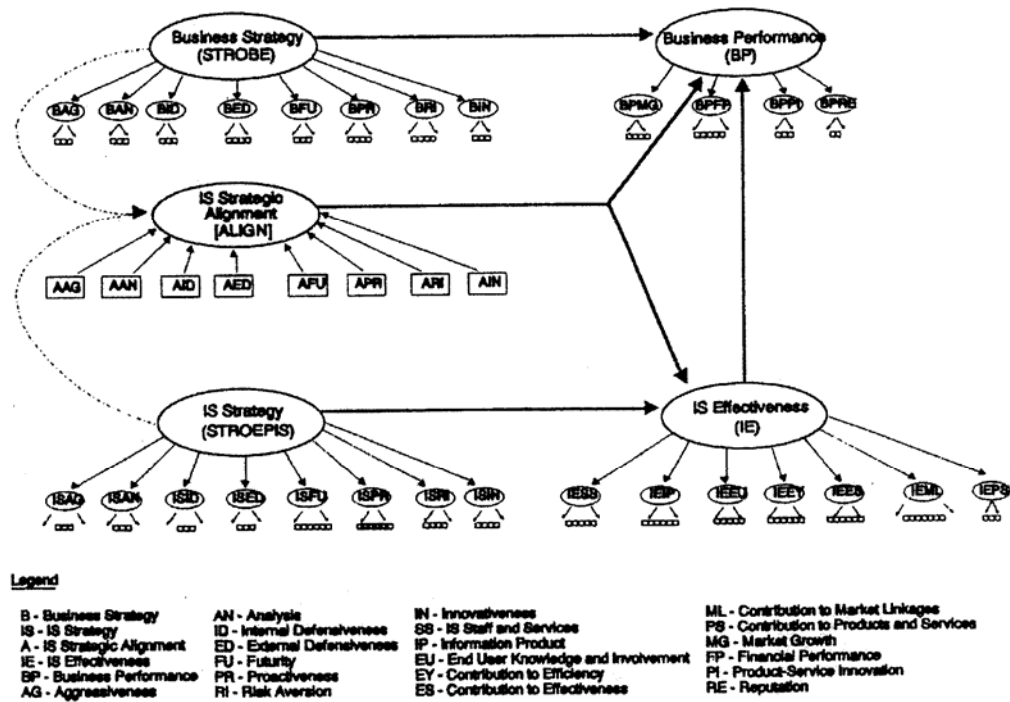 Business Strategy
(STROBE)
Business Performance
(BP)
BAG BAN BID BED BFU BPR BRI BIN
BPMG BPFP BPPI BPRE
IS Strategic
Alignment
[ALIGN]
AAG AAN AID AED AFU APR ARI AIN
IS Strategy
(STROEPIS)
IS Effectiveness
(IE)
ISAG ISAN ISID ISED ISFU ISPR ISRI ISIN
IESS IEIP IEEU IEEY IEES IEML IEPS
Legend
B - Business Strategy
IS - IS Strategy
A - IS Strategic Alignment
IE - IS Effectiveness
BP - Business Performance
AG - Aggressiveness
AN - Analysis
ID - Internal Defensiveness
ED - External Defensiveness
FU - Futurity
PR - Proactiveness
RI - Risk Aversion
IN - Innovativeness
SS - IS Staff and Services
IP - Information Product
EU - End User Knowledge and Involvement
EY - Contribution to Efficiency
ES - Contribution to Effectiveness
ML - Contribution to Market Linkages
PS - Contribution to Products and Services
MG - Market Growth
FP - Financial Performance
PI - Product-Service Innovation
RE - Reputation